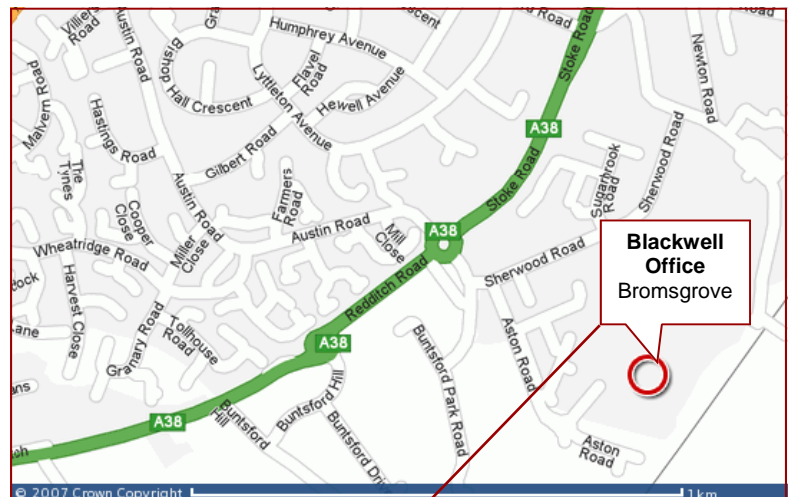 Villiers
Road
Austin Road
Bishop
Hall Crescent
Humphrey Avenue
Flavel
Road
Lyttleton Avenue
Hewell Avenue
Crescent
Road
Stoke Road
A38
Newton Road
Malvern Road
Hastings Road
Gilbert Road
The
Tynes
Cooper
Close
Austin Road
Miller
Close
Farmers
Road
Austin Road
Mill
Close
A38
Stoke Road
Sugarbrook
Road
Sherwood Road
Sherwood Road
Wheatridge Road
Harvest Close
Redditch Road
Blackwell
Office
Bromsgrove
Granary Road
Tollhouse
Road
A38
Buntsford Park Road
Aston Road
A38
Buntsford
Hill
Buntsford Hill
Buntsford Drive
Aston
Road
© 2007 Crown Copyright
1km